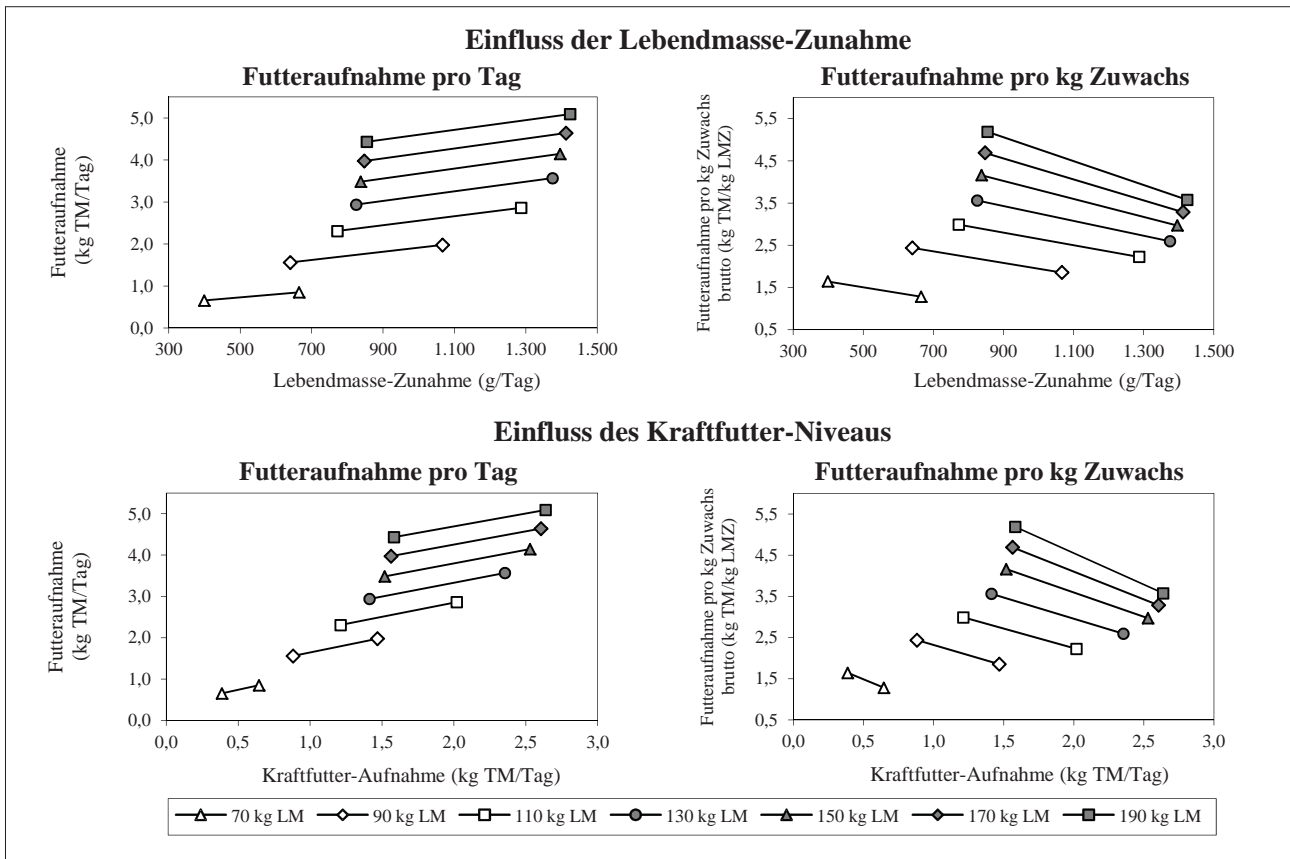 Einfluss der Lebendmasse-Zunahme
Futteraufnahme pro Tag
Futteraufnahme
(kg TM/Tag)
5,0
4,0
3,0
2,0
1,0
0,0
300 500 700 900 1.100 1.300 1.500
Lebendmasse-Zunahme (g/Tag)
Futteraufnahme pro kg Zuwachs
Futteraufnahme pro kg Zuwachs
brutto (kg TM/kg LMZ)
5,5
4,5
3,5
2,5
1,5
0,5
300 500 700 900 1.100 1.300 1.500
Lebendmasse-Zunahme (g/Tag)
Einfluss des Kraftfutter-Niveaus
Futteraufnahme pro Tag
Futteraufnahme
(kg TM/Tag)
5,0
4,0
3,0
2,0
1,0
0,0
0,0 0,5 1,0 1,5 2,0 2,5 3,0
Kraftfutter-Aufnahme (kg TM/Tag)
Futteraufnahme pro kg Zuwachs
Futteraufnahme pro kg Zuwachs
brutto (kg TM/kg LMZ)
5,5
4,5
3,5
2,5
1,5
0,5
0,0 0,5 1,0 1,5 2,0 2,5 3,0
Kraftfutter-Aufnahme (kg TM/Tag)
70 kg LM 90 kg LM 110 kg LM 130 kg LM 150 kg LM 170 kg LM 190 kg LM